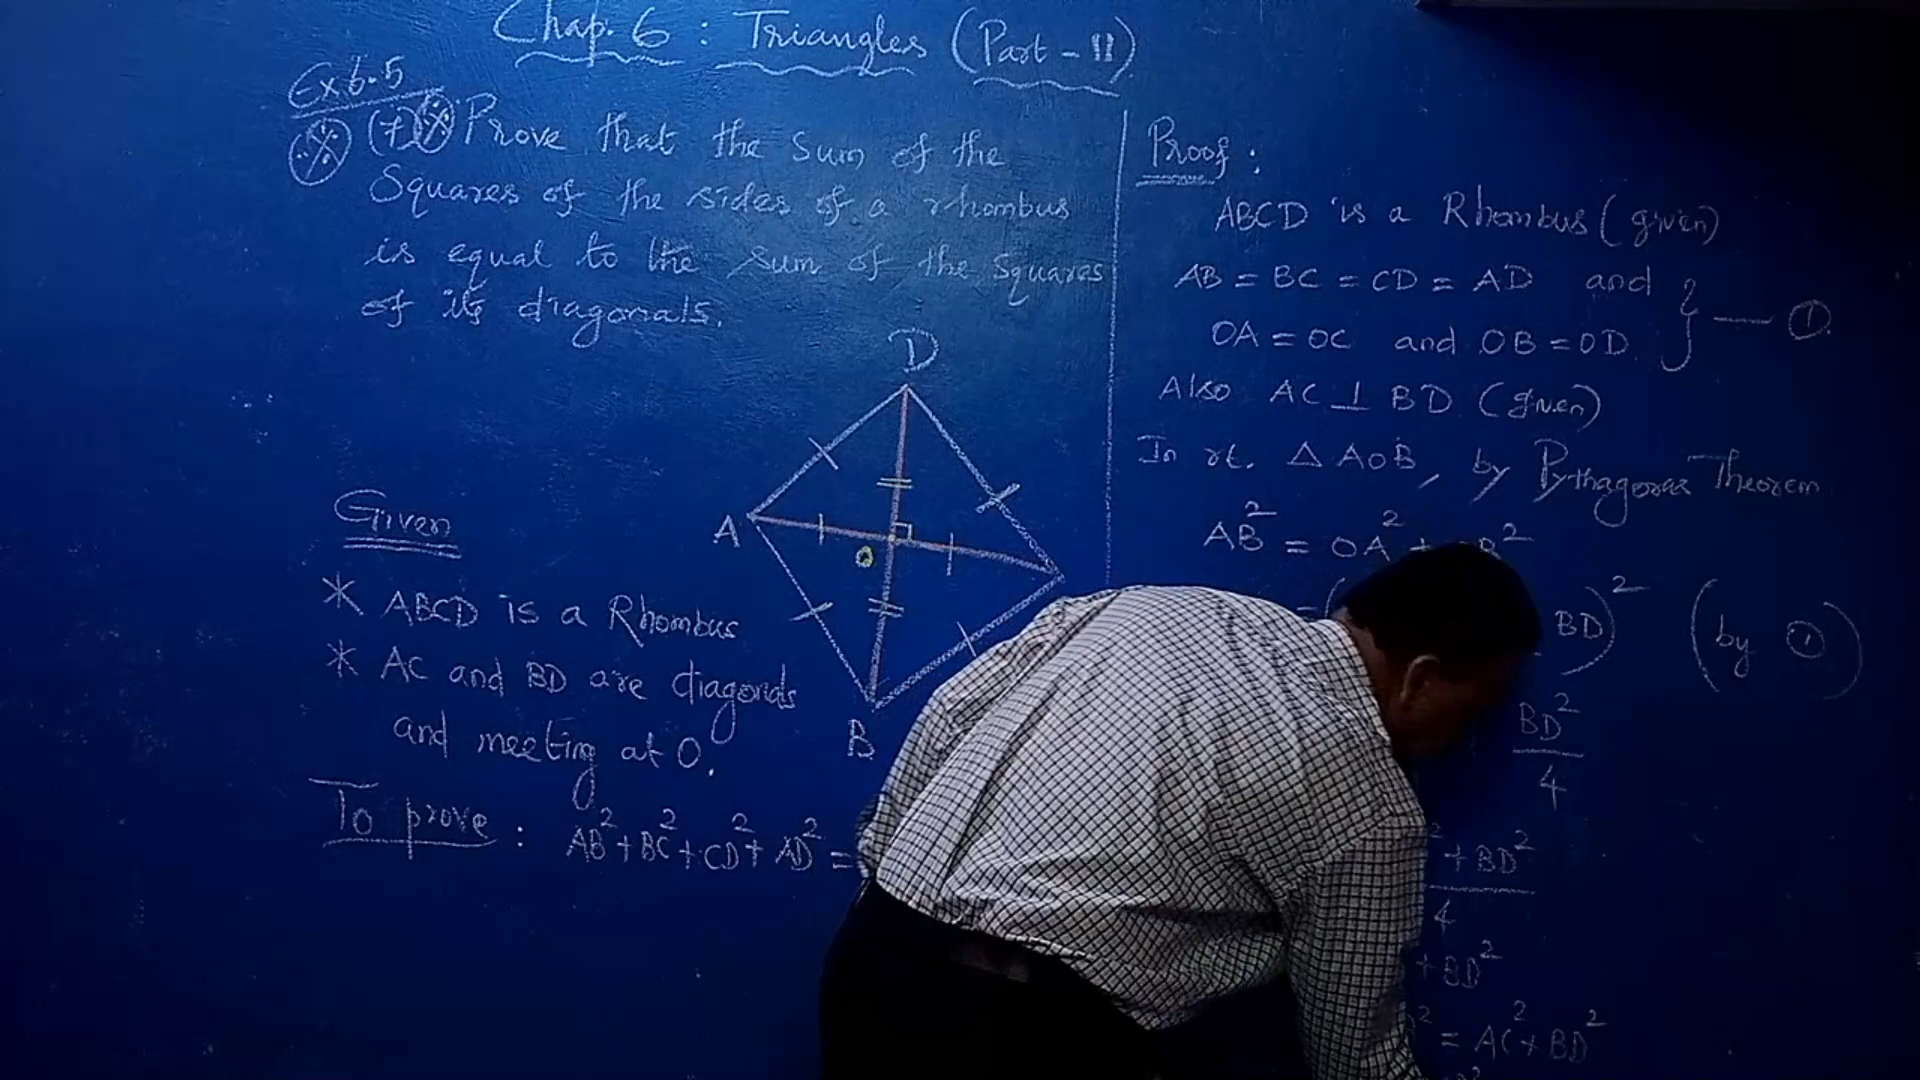 Chap. 6 : Triangles (Part - II)
Ex 6.5
(7) Prove that the sum of the
Squares of the sides of a rhombus
is equal to the sum of the squares
of its diagonals.
D
A
O
B
Given
* ABCD is a Rhombus
* AC and BD are diagonals
and meeting at O.
To prove : AB² + BC² + CD² + AD² =
Proof :
ABCD is a Rhombus (given)
AB = BC = CD = AD and
OA = OC and OB = OD } — ①
Also AC ⊥ BD (given)
In rt. △ AOB, by Pythagoras Theorem
AB² = OA² + B²
= ( BD)² (by ①)
BD²
4
² + BD²
4
+ BD²
² = AC² + BD²